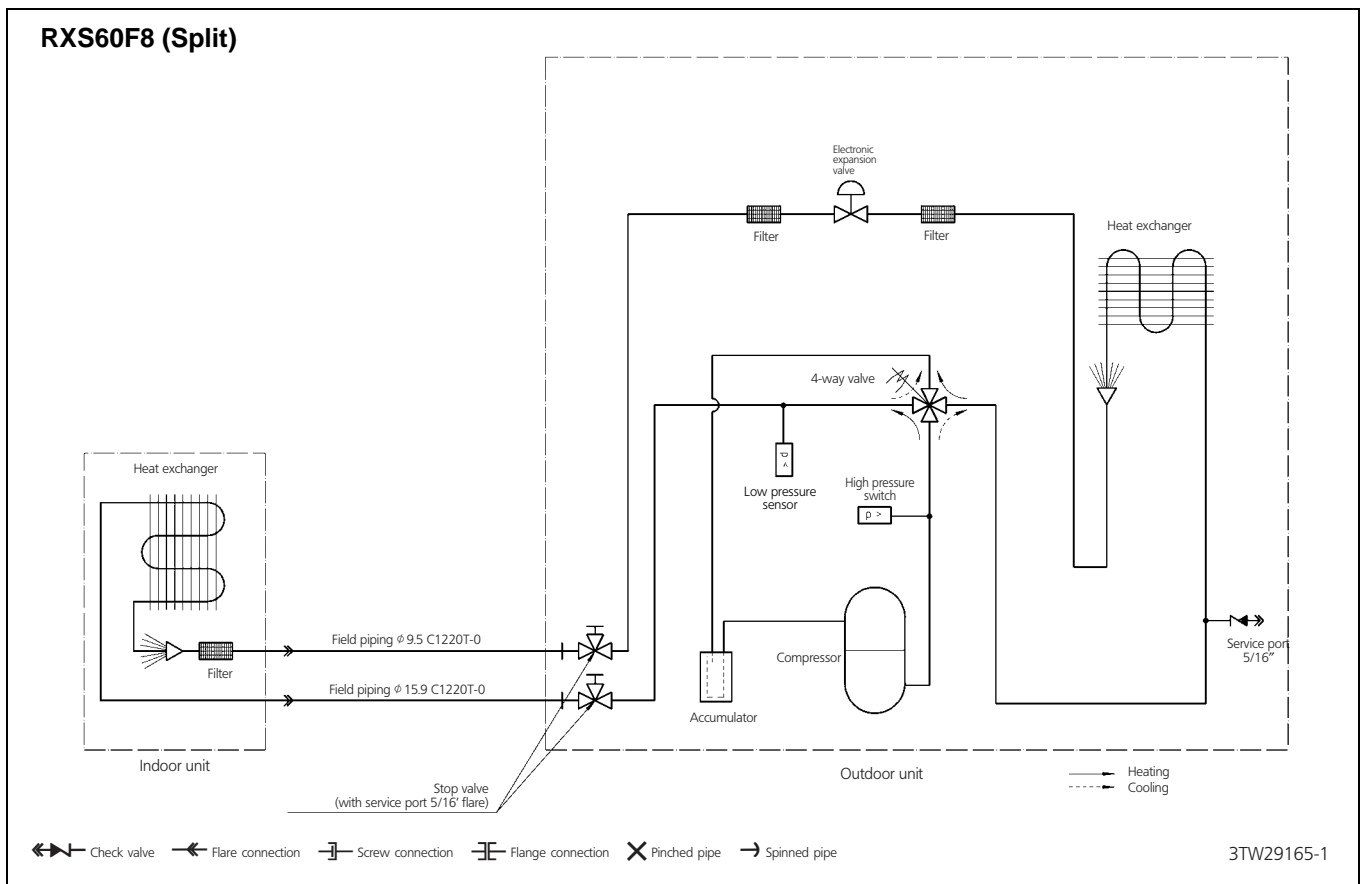 RXS60F8 (Split)
Electronic
expansion
valve
Filter
Filter
Heat exchanger
4-way valve
Heat exchanger
Low pressure
sensor
High pressure
switch
p >
p >
Field piping ϕ 9.5 C1220T-0
Filter
Field piping ϕ 15.9 C1220T-0
Compressor
Accumulator
Service port
5/16"
Indoor unit
Outdoor unit
Stop valve
(with service port 5/16' flare)
Heating
Cooling
Check valve
Flare connection
Screw connection
Flange connection
Pinched pipe
Spinned pipe
3TW29165-1